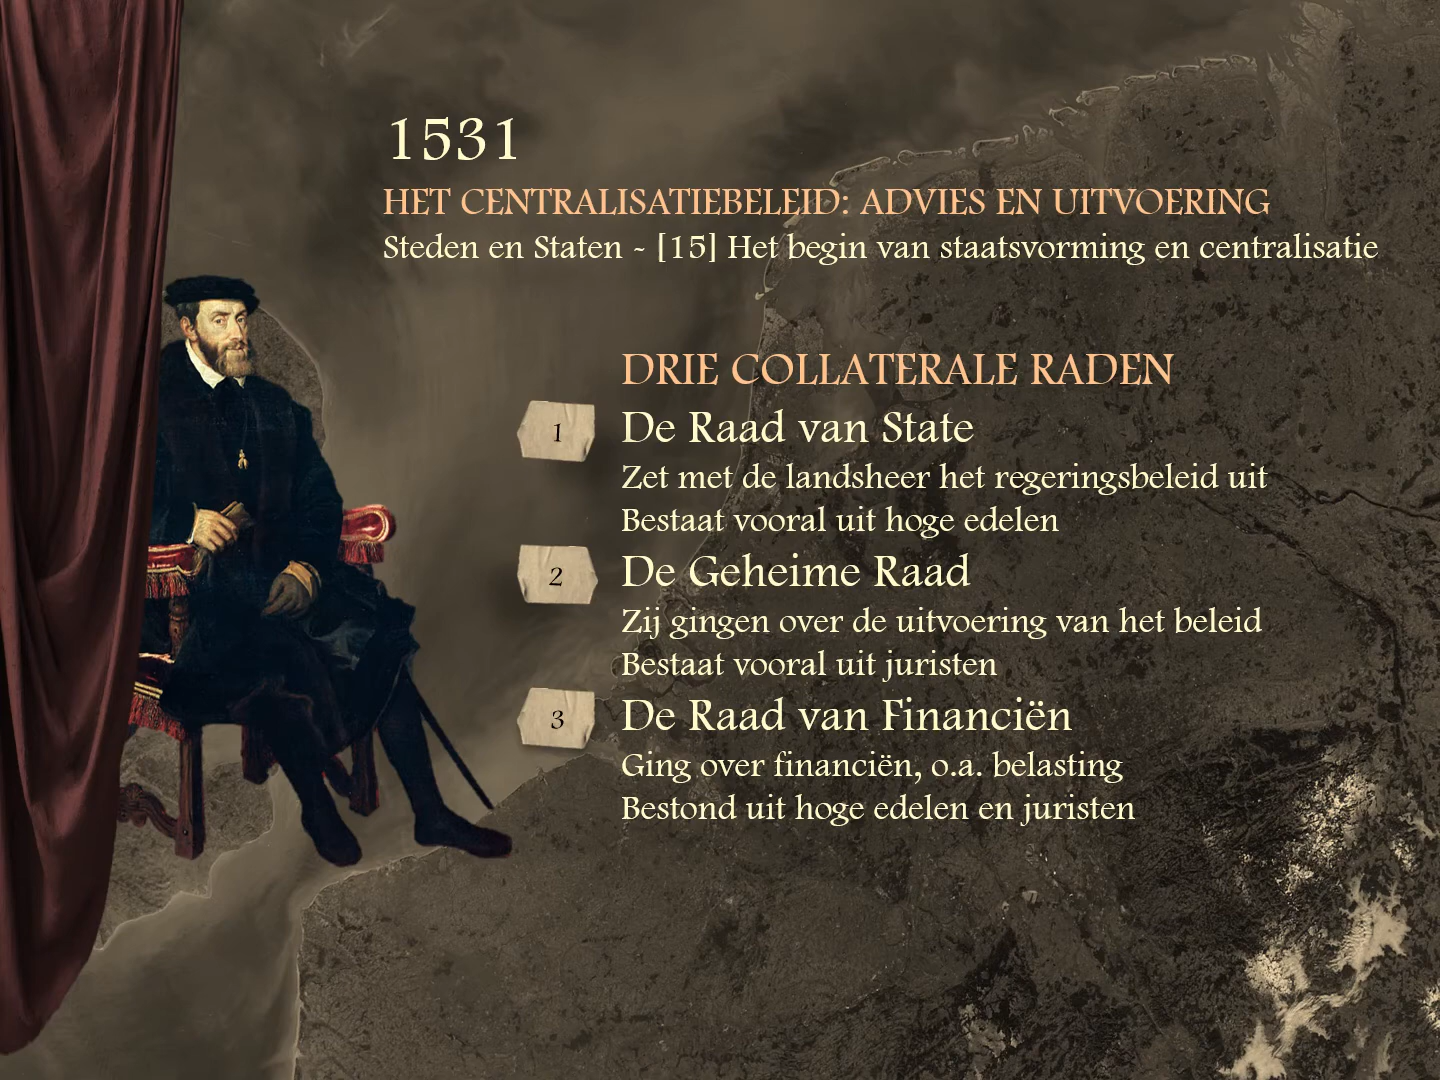 1531
HET CENTRALISATIEBELEID: ADVIES EN UITVOERING
Steden en Staten - [15] Het begin van staatsvorming en centralisatie
DRIE COLLATERALE RADEN
1 De Raad van State
Zet met de landsheer het regeringsbeleid uit
Bestaat vooral uit hoge edelen
2 De Geheime Raad
Zij gingen over de uitvoering van het beleid
Bestaat vooral uit juristen
3 De Raad van Financiën
Ging over financiën, o.a. belasting
Bestond uit hoge edelen en juristen